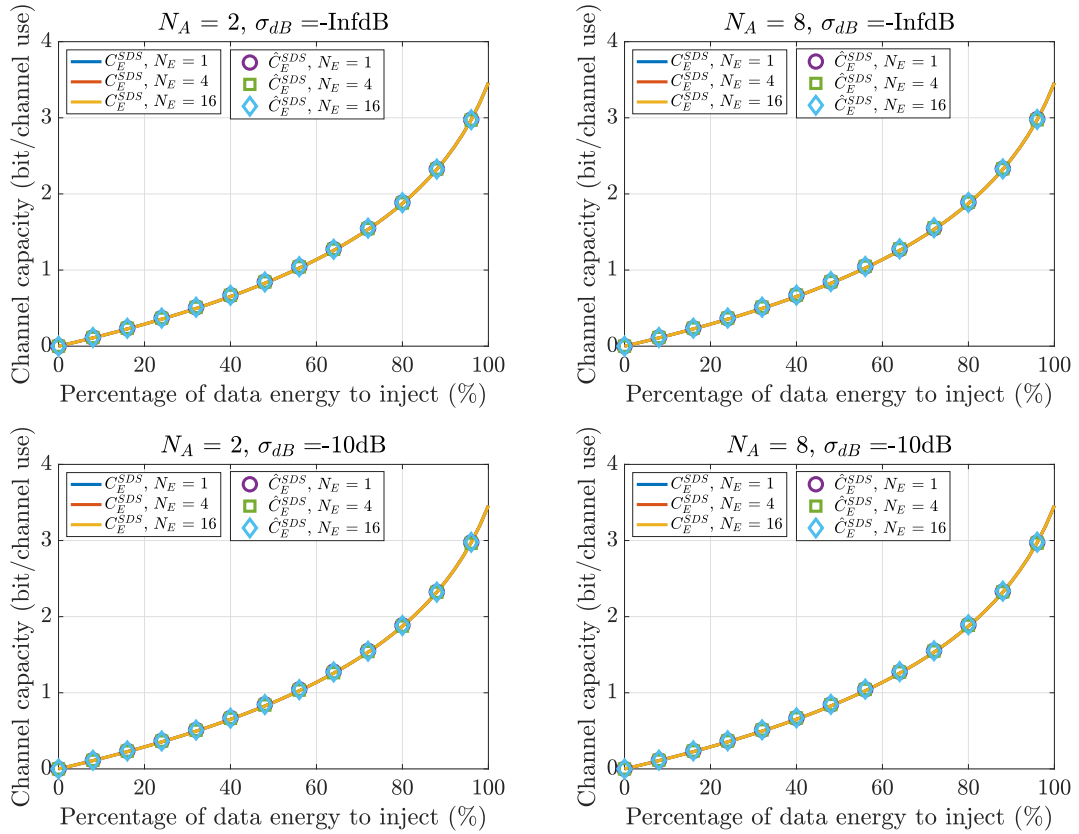 N_A = 2, σ_dB =-InfdB
Channel capacity (bit/channel use)
4
3
2
1
0
C_E^SDS, N_E = 1
C_E^SDS, N_E = 4
C_E^SDS, N_E = 16
Ĉ_E^SDS, N_E = 1
Ĉ_E^SDS, N_E = 4
Ĉ_E^SDS, N_E = 16
0 20 40 60 80 100
Percentage of data energy to inject (%)
N_A = 8, σ_dB =-InfdB
Channel capacity (bit/channel use)
4
3
2
1
0
C_E^SDS, N_E = 1
C_E^SDS, N_E = 4
C_E^SDS, N_E = 16
Ĉ_E^SDS, N_E = 1
Ĉ_E^SDS, N_E = 4
Ĉ_E^SDS, N_E = 16
0 20 40 60 80 100
Percentage of data energy to inject (%)
N_A = 2, σ_dB =-10dB
Channel capacity (bit/channel use)
4
3
2
1
0
C_E^SDS, N_E = 1
C_E^SDS, N_E = 4
C_E^SDS, N_E = 16
Ĉ_E^SDS, N_E = 1
Ĉ_E^SDS, N_E = 4
Ĉ_E^SDS, N_E = 16
0 20 40 60 80 100
Percentage of data energy to inject (%)
N_A = 8, σ_dB =-10dB
Channel capacity (bit/channel use)
4
3
2
1
0
C_E^SDS, N_E = 1
C_E^SDS, N_E = 4
C_E^SDS, N_E = 16
Ĉ_E^SDS, N_E = 1
Ĉ_E^SDS, N_E = 4
Ĉ_E^SDS, N_E = 16
0 20 40 60 80 100
Percentage of data energy to inject (%)